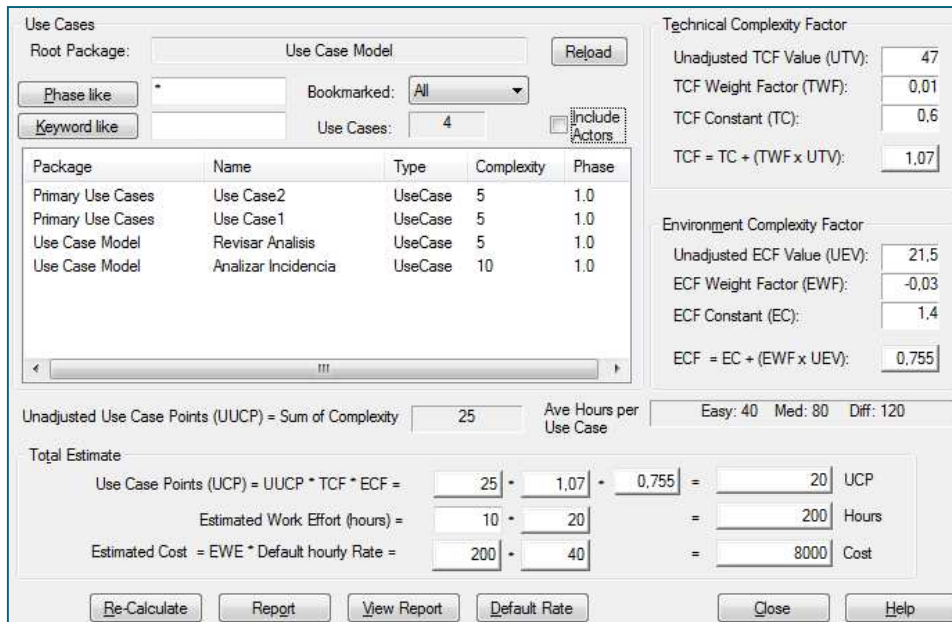 Use Cases
Root Package: Use Case Model Reload
Phase like * Bookmarked: All
Keyword like Use Cases: 4 Include Actors
Package Name Type Complexity Phase
Primary Use Cases Use Case2 UseCase 5 1.0
Primary Use Cases Use Case1 UseCase 5 1.0
Use Case Model Revisar Analisis UseCase 5 1.0
Use Case Model Analizar Incidencia UseCase 10 1.0
Technical Complexity Factor
Unadjusted TCF Value (UTV): 47
TCF Weight Factor (TWF): 0,01
TCF Constant (TC): 0,6
TCF = TC + (TWF x UTV): 1,07
Environment Complexity Factor
Unadjusted ECF Value (UEV): 21,5
ECF Weight Factor (EWF): -0,03
ECF Constant (EC): 1,4
ECF = EC + (EWF x UEV): 0,755
Unadjusted Use Case Points (UUCP) = Sum of Complexity 25
Ave Hours per Use Case Easy: 40 Med: 80 Diff: 120
Total Estimate
Use Case Points (UCP) = UUCP * TCF * ECF = 25 * 1,07 * 0,755 = 20 UCP
Estimated Work Effort (hours) = 10 * 20 = 200 Hours
Estimated Cost = EWE * Default hourly Rate = 200 * 40 = 8000 Cost
Re-Calculate Report View Report Default Rate Close Help